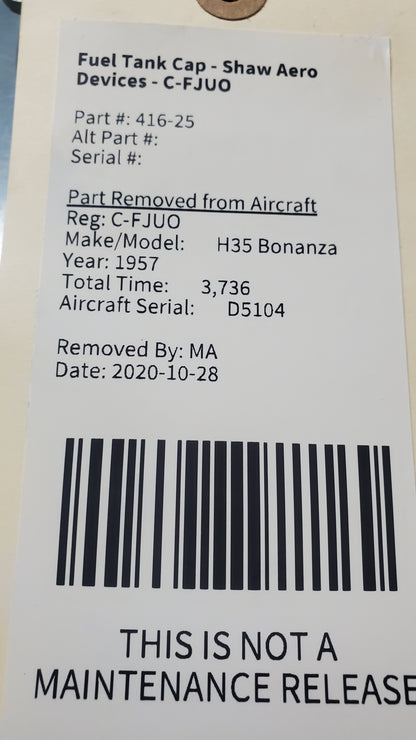 Fuel Tank Cap - Shaw Aero
Devices - C-FJUO
Part #: 416-25
Alt Part #:
Serial #:
Part Removed from Aircraft
Reg: C-FJUO
Make/Model: H35 Bonanza
Year: 1957
Total Time: 3,736
Aircraft Serial: D5104
Removed By: MA
Date: 2020-10-28
THIS IS NOT A
MAINTENANCE RELEASE